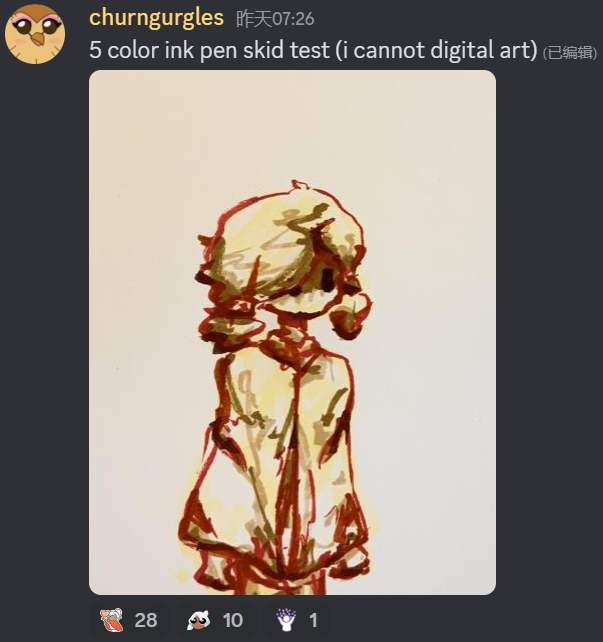 churngurgles 昨天07:26
5 color ink pen skid test (i cannot digital art) (已编辑)
28 10 1